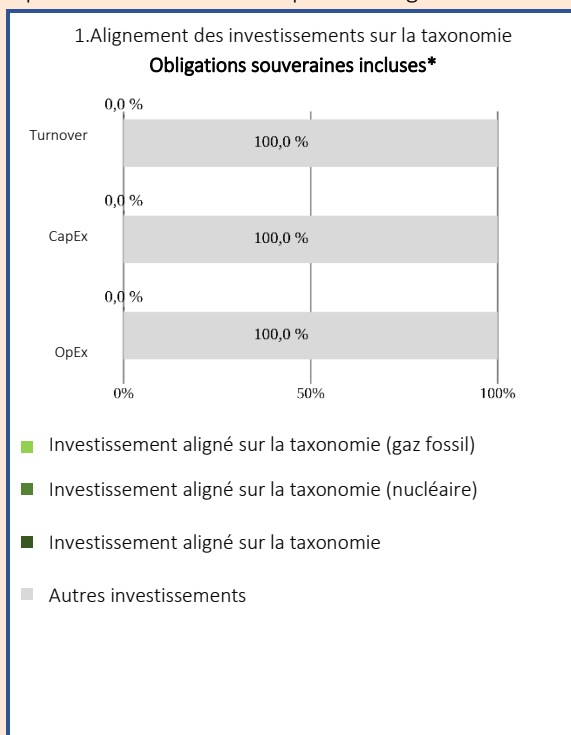 1.Alignement des investissements sur la taxonomie
Obligations souveraines incluses*
0,0 %
Turnover
100,0 %
0,0 %
CapEx
100,0 %
0,0 %
100,0 %
OpEx
0%
50%
100%
Investissement aligné sur la taxonomie (gaz fossil)
Investissement aligné sur la taxonomie (nucléaire)
Investissement aligné sur la taxonomie
Autres investissements